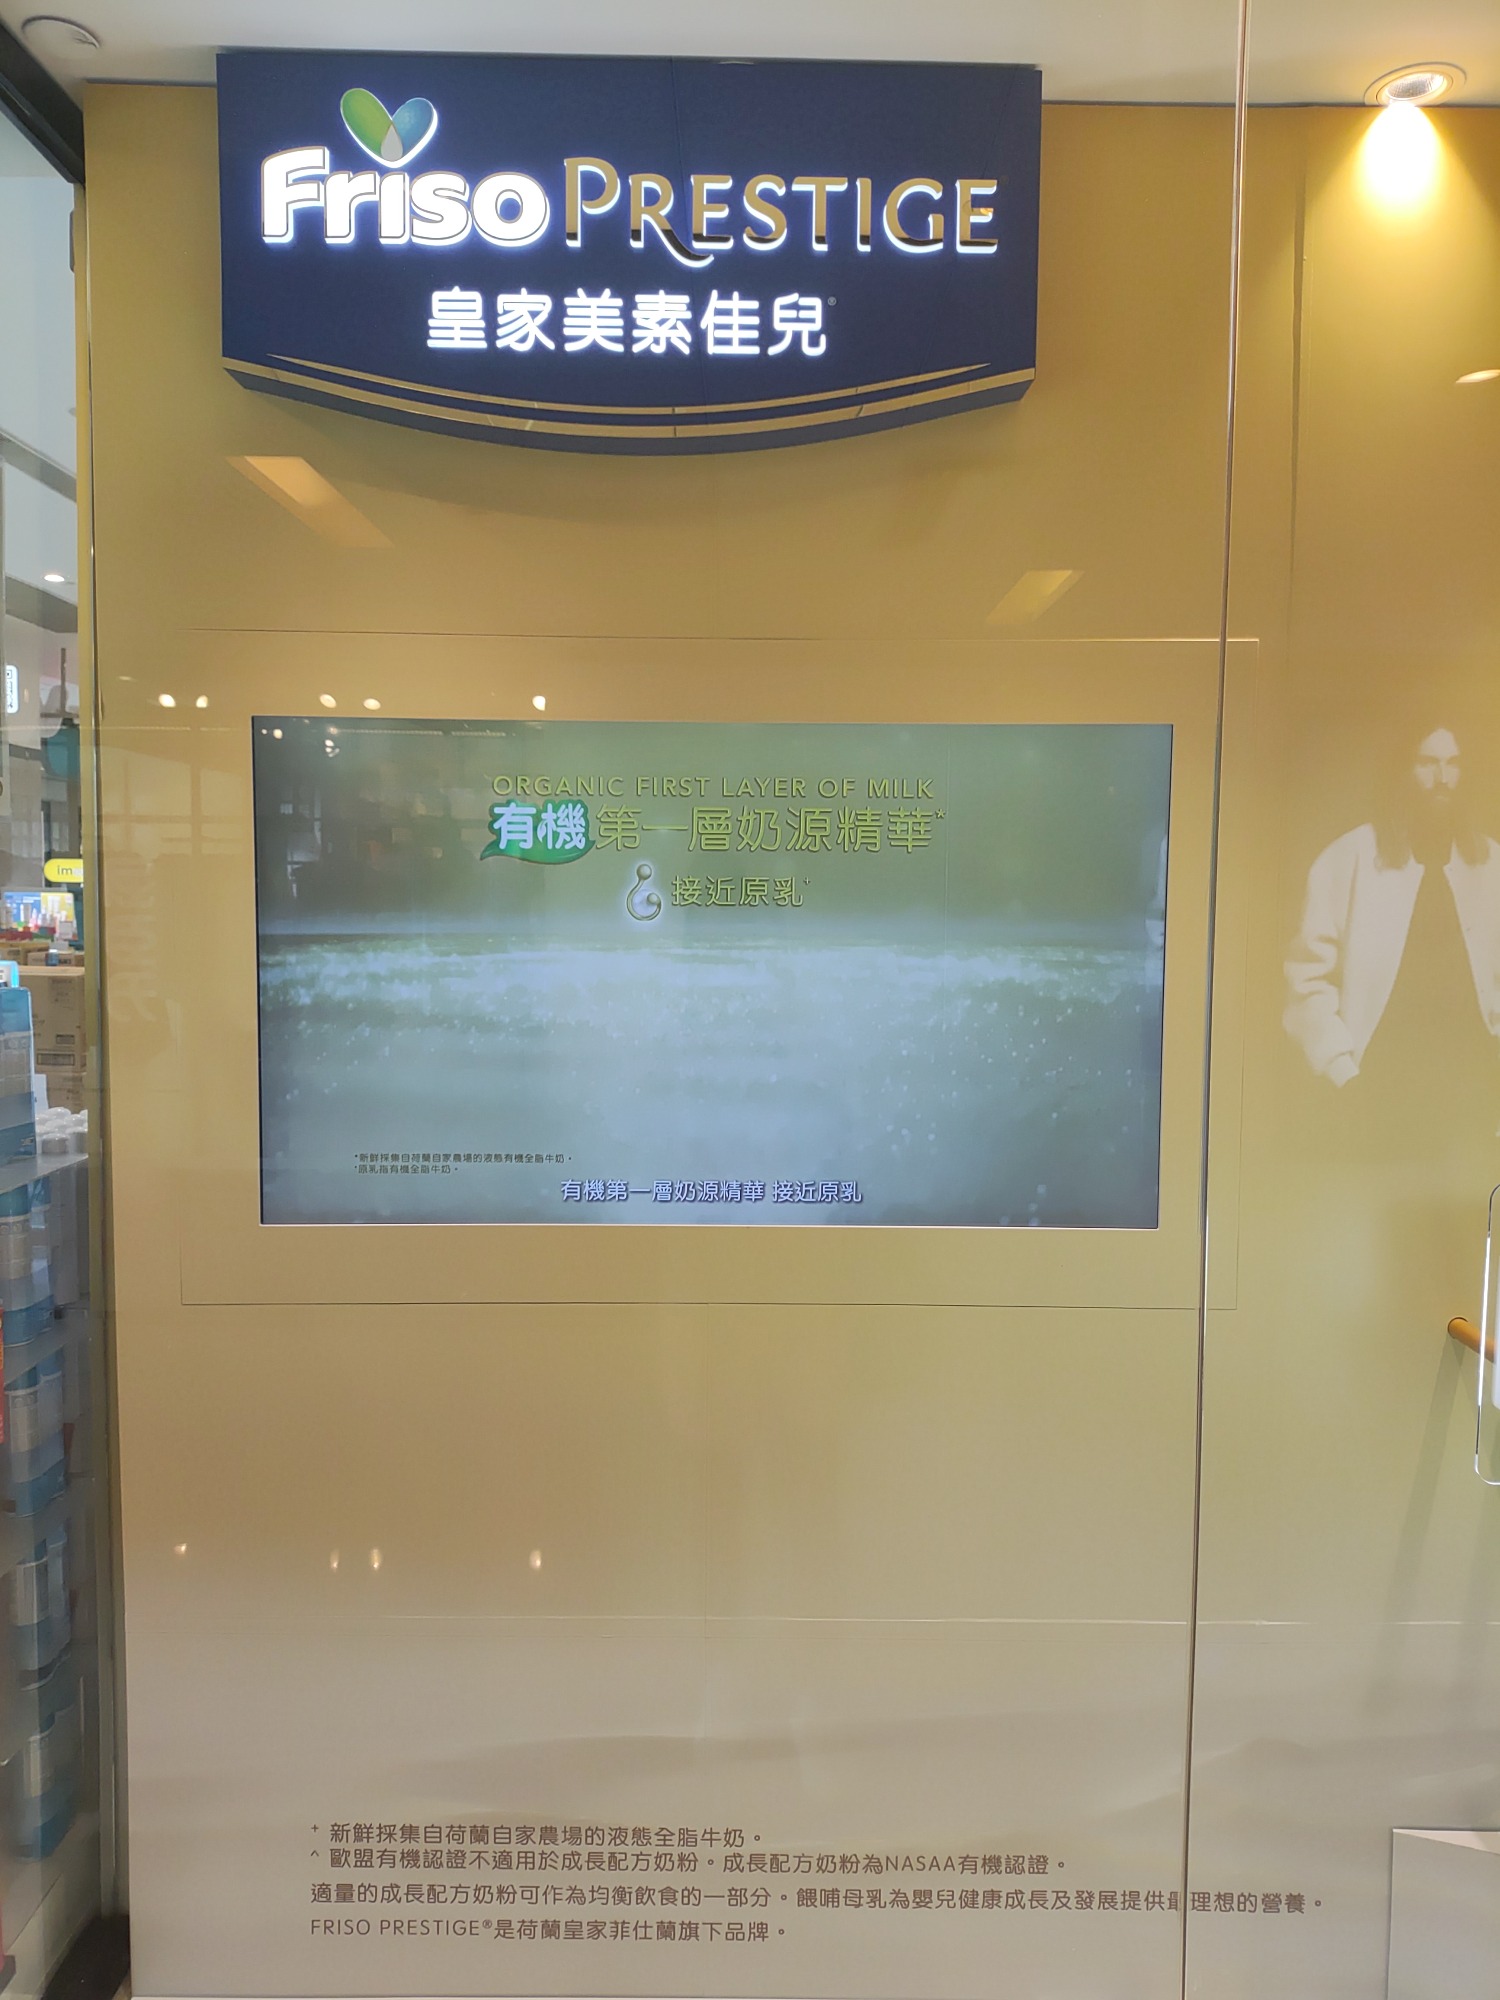 Friso PRESTIGE
皇家美素佳兒®
ORGANIC FIRST LAYER OF MILK
有機第一層奶源精華*
接近原乳+
*新鮮採集自荷蘭自家農場的液態有機全脂牛奶。
+原乳指有機全脂牛奶。
有機第一層奶源精華 接近原乳
im
+ 新鮮採集自荷蘭自家農場的液態全脂牛奶。
^ 歐盟有機認證不適用於成長配方奶粉。成長配方奶粉為NASAA有機認證。
適量的成長配方奶粉可作為均衡飲食的一部分。餵哺母乳為嬰兒健康成長及發展提供最理想的營養。
FRISO PRESTIGE®是荷蘭皇家菲仕蘭旗下品牌。